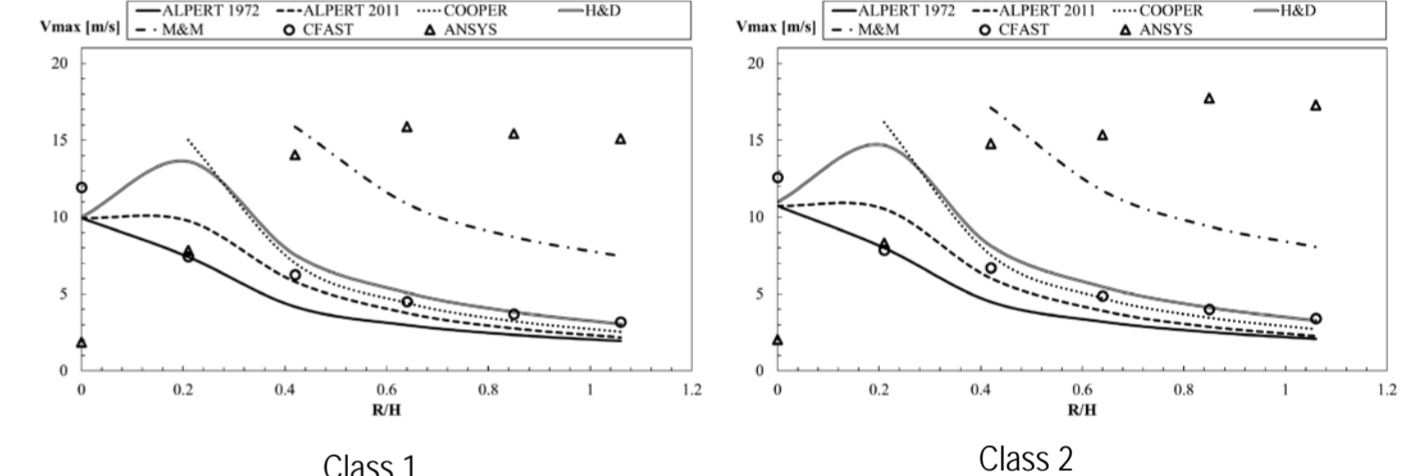 ALPERT 1972 ALPERT 2011 COOPER H&D
Vmax [m/s] M&M CFAST ANSYS
20
15
10
5
0
0 0.2 0.4 0.6 0.8 1 1.2
R/H
Class 1
ALPERT 1972 ALPERT 2011 COOPER H&D
Vmax [m/s] M&M CFAST ANSYS
20
15
10
5
0
0 0.2 0.4 0.6 0.8 1 1.2
R/H
Class 2